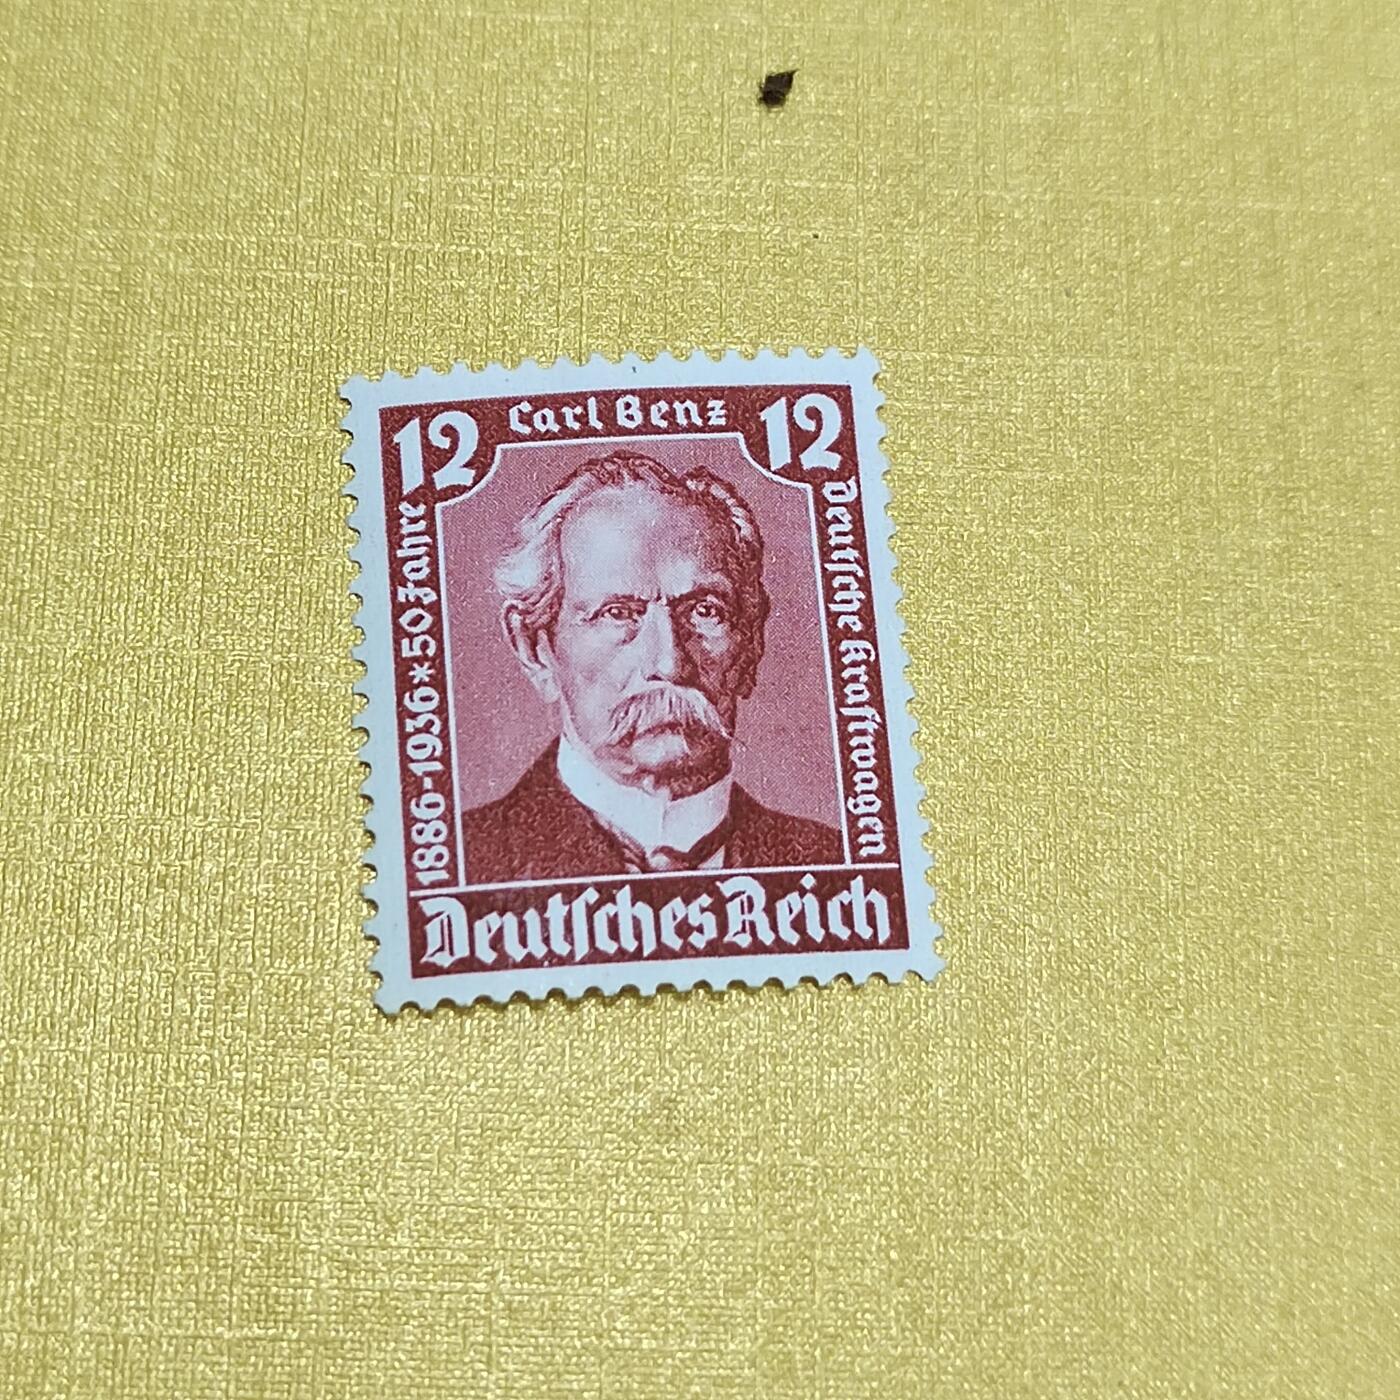 12 Carl Benz 12
1886-1936*50 Jahre
Deutſche Kraftwagen
Deutſches Reich